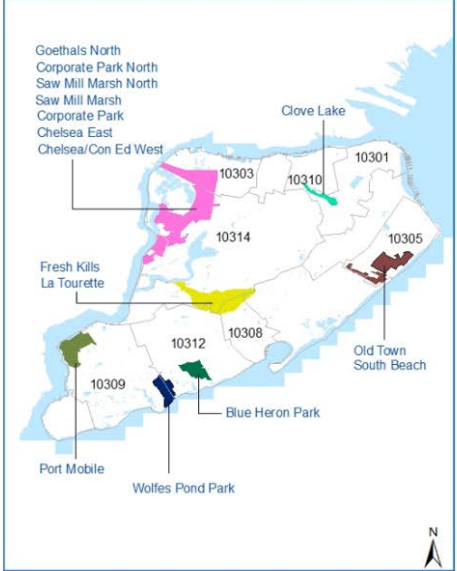 Goethals North
Corporate Park North
Saw Mill Marsh North
Saw Mill Marsh
Corporate Park
Chelsea East
Chelsea/Con Ed West
Clove Lake
10301
10303
10310
10314
10305
Fresh Kills
La Tourette
10308
10312
Old Town
South Beach
10309
Blue Heron Park
Port Mobile
Wolfes Pond Park
N